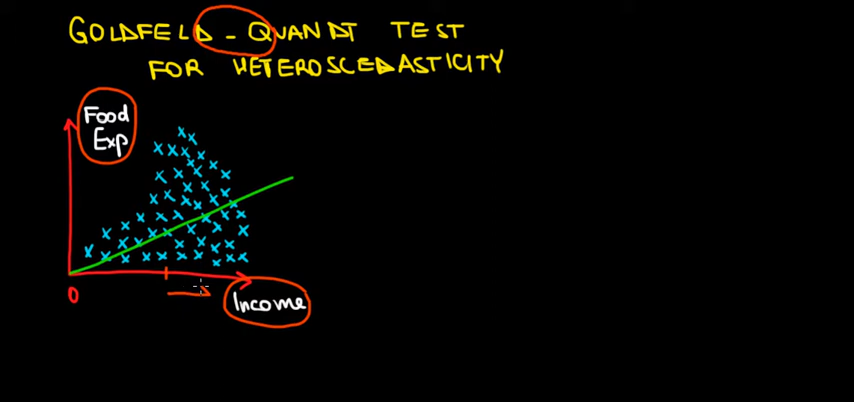 GOLDFELD - QUANDT TEST
FOR HETEROSCEDASTICITY
Food
Exp
0
Income